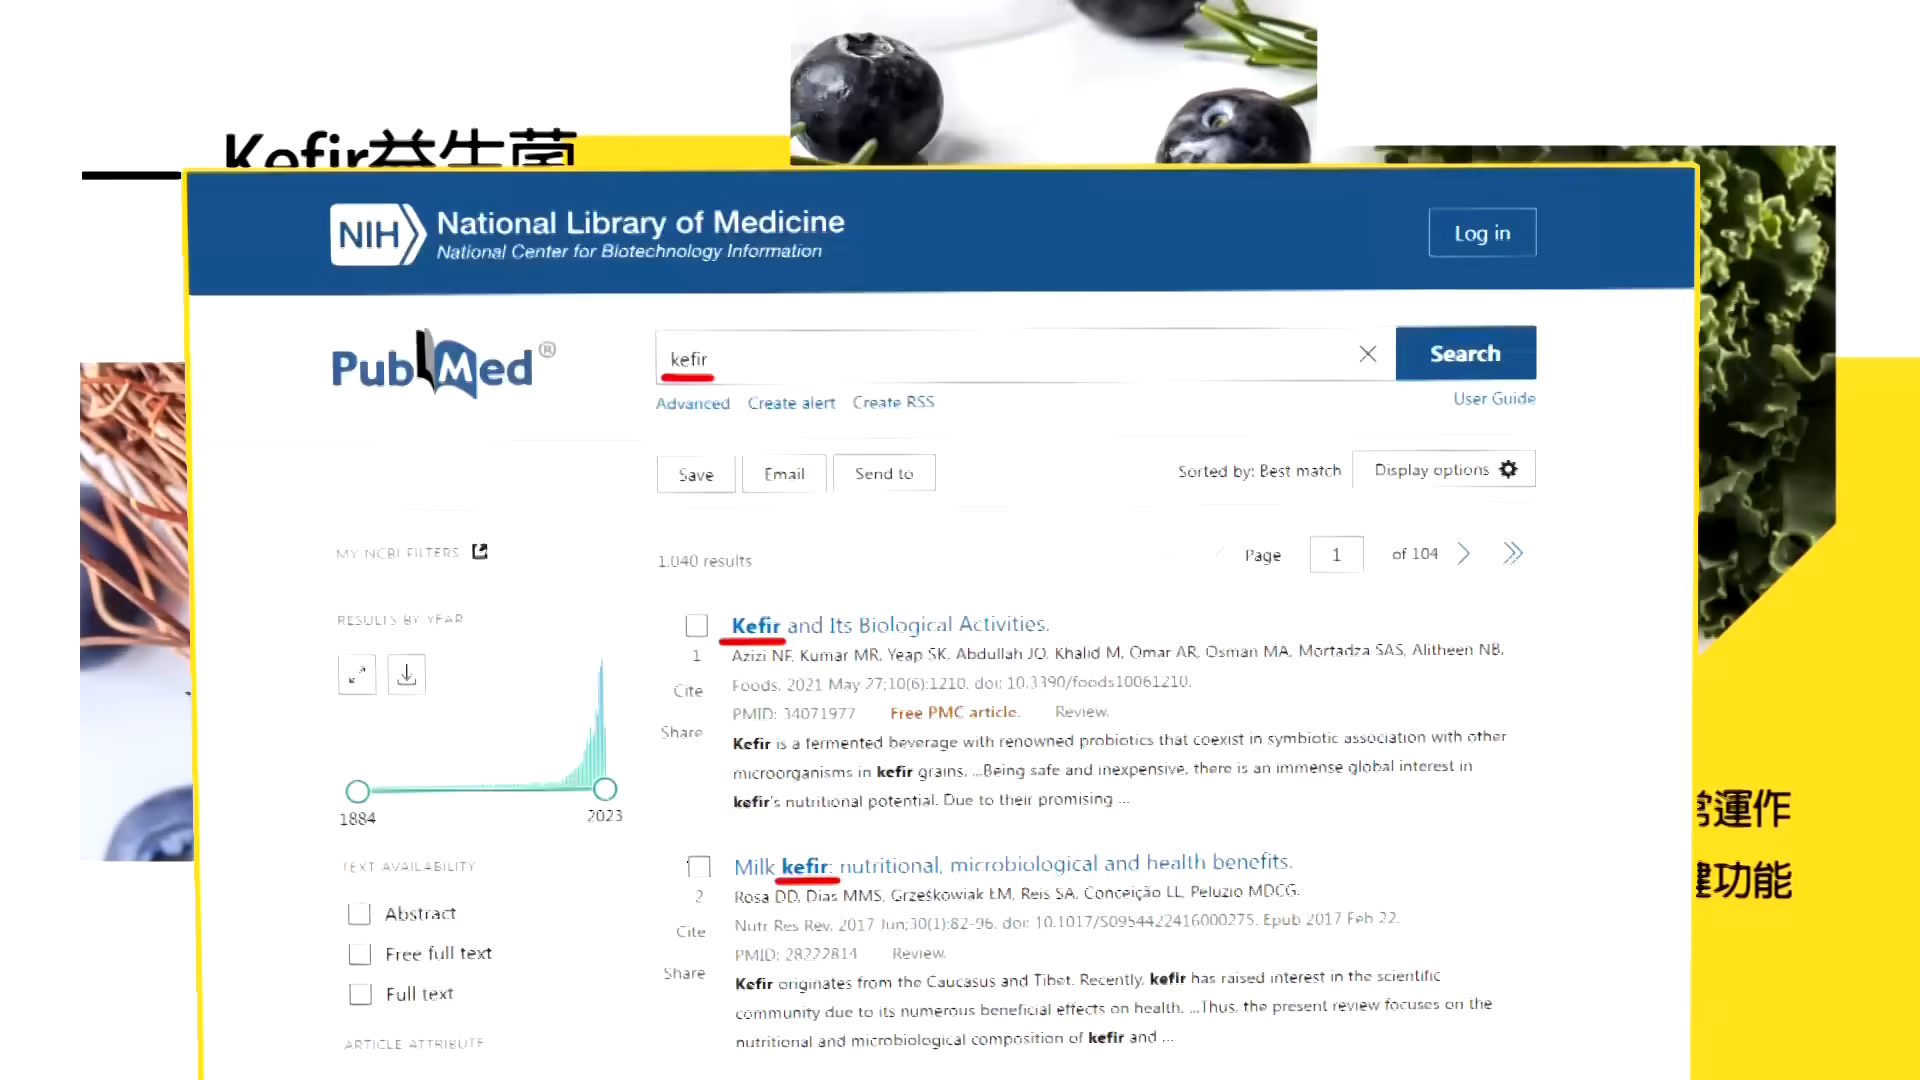 Kefir益生菌
NIH National Library of Medicine
National Center for Biotechnology Information
Log in
PubMed®
kefir
Search
Advanced Create alert Create RSS
User Guide
Save Email Send to
Sorted by: Best match Display options
MY NCBI FILTERS
1,040 results
Page 1 of 104
RESULTS BY YEAR
1884 2023
TEXT AVAILABILITY
Abstract
Free full text
Full text
ARTICLE ATTRIBUTE
Kefir and Its Biological Activities.
1
Cite
Share
Azizi NF, Kumar MR, Yeap SK, Abdullah JO, Khalid M, Omar AR, Osman MA, Mortadza SAS, Alitheen NB.
Foods. 2021 May 27;10(6):1210. doi: 10.3390/foods10061210.
PMID: 34071977 Free PMC article. Review.
Kefir is a fermented beverage with renowned probiotics that coexist in symbiotic association with other
microorganisms in kefir grains. ...Being safe and inexpensive, there is an immense global interest in
kefir's nutritional potential. Due to their promising ...
Milk kefir: nutritional, microbiological and health benefits.
2
Cite
Share
Rosa DD, Dias MMS, Grześkowiak ŁM, Reis SA, Conceição LL, Peluzio MDCG.
Nutr Res Rev. 2017 Jun;30(1):82-96. doi: 10.1017/S0954422416000275. Epub 2017 Feb 22.
PMID: 28222814 Review.
Kefir originates from the Caucasus and Tibet. Recently, kefir has raised interest in the scientific
community due to its numerous beneficial effects on health. ...Thus, the present review focuses on the
nutritional and microbiological composition of kefir and ...
常運作
功能